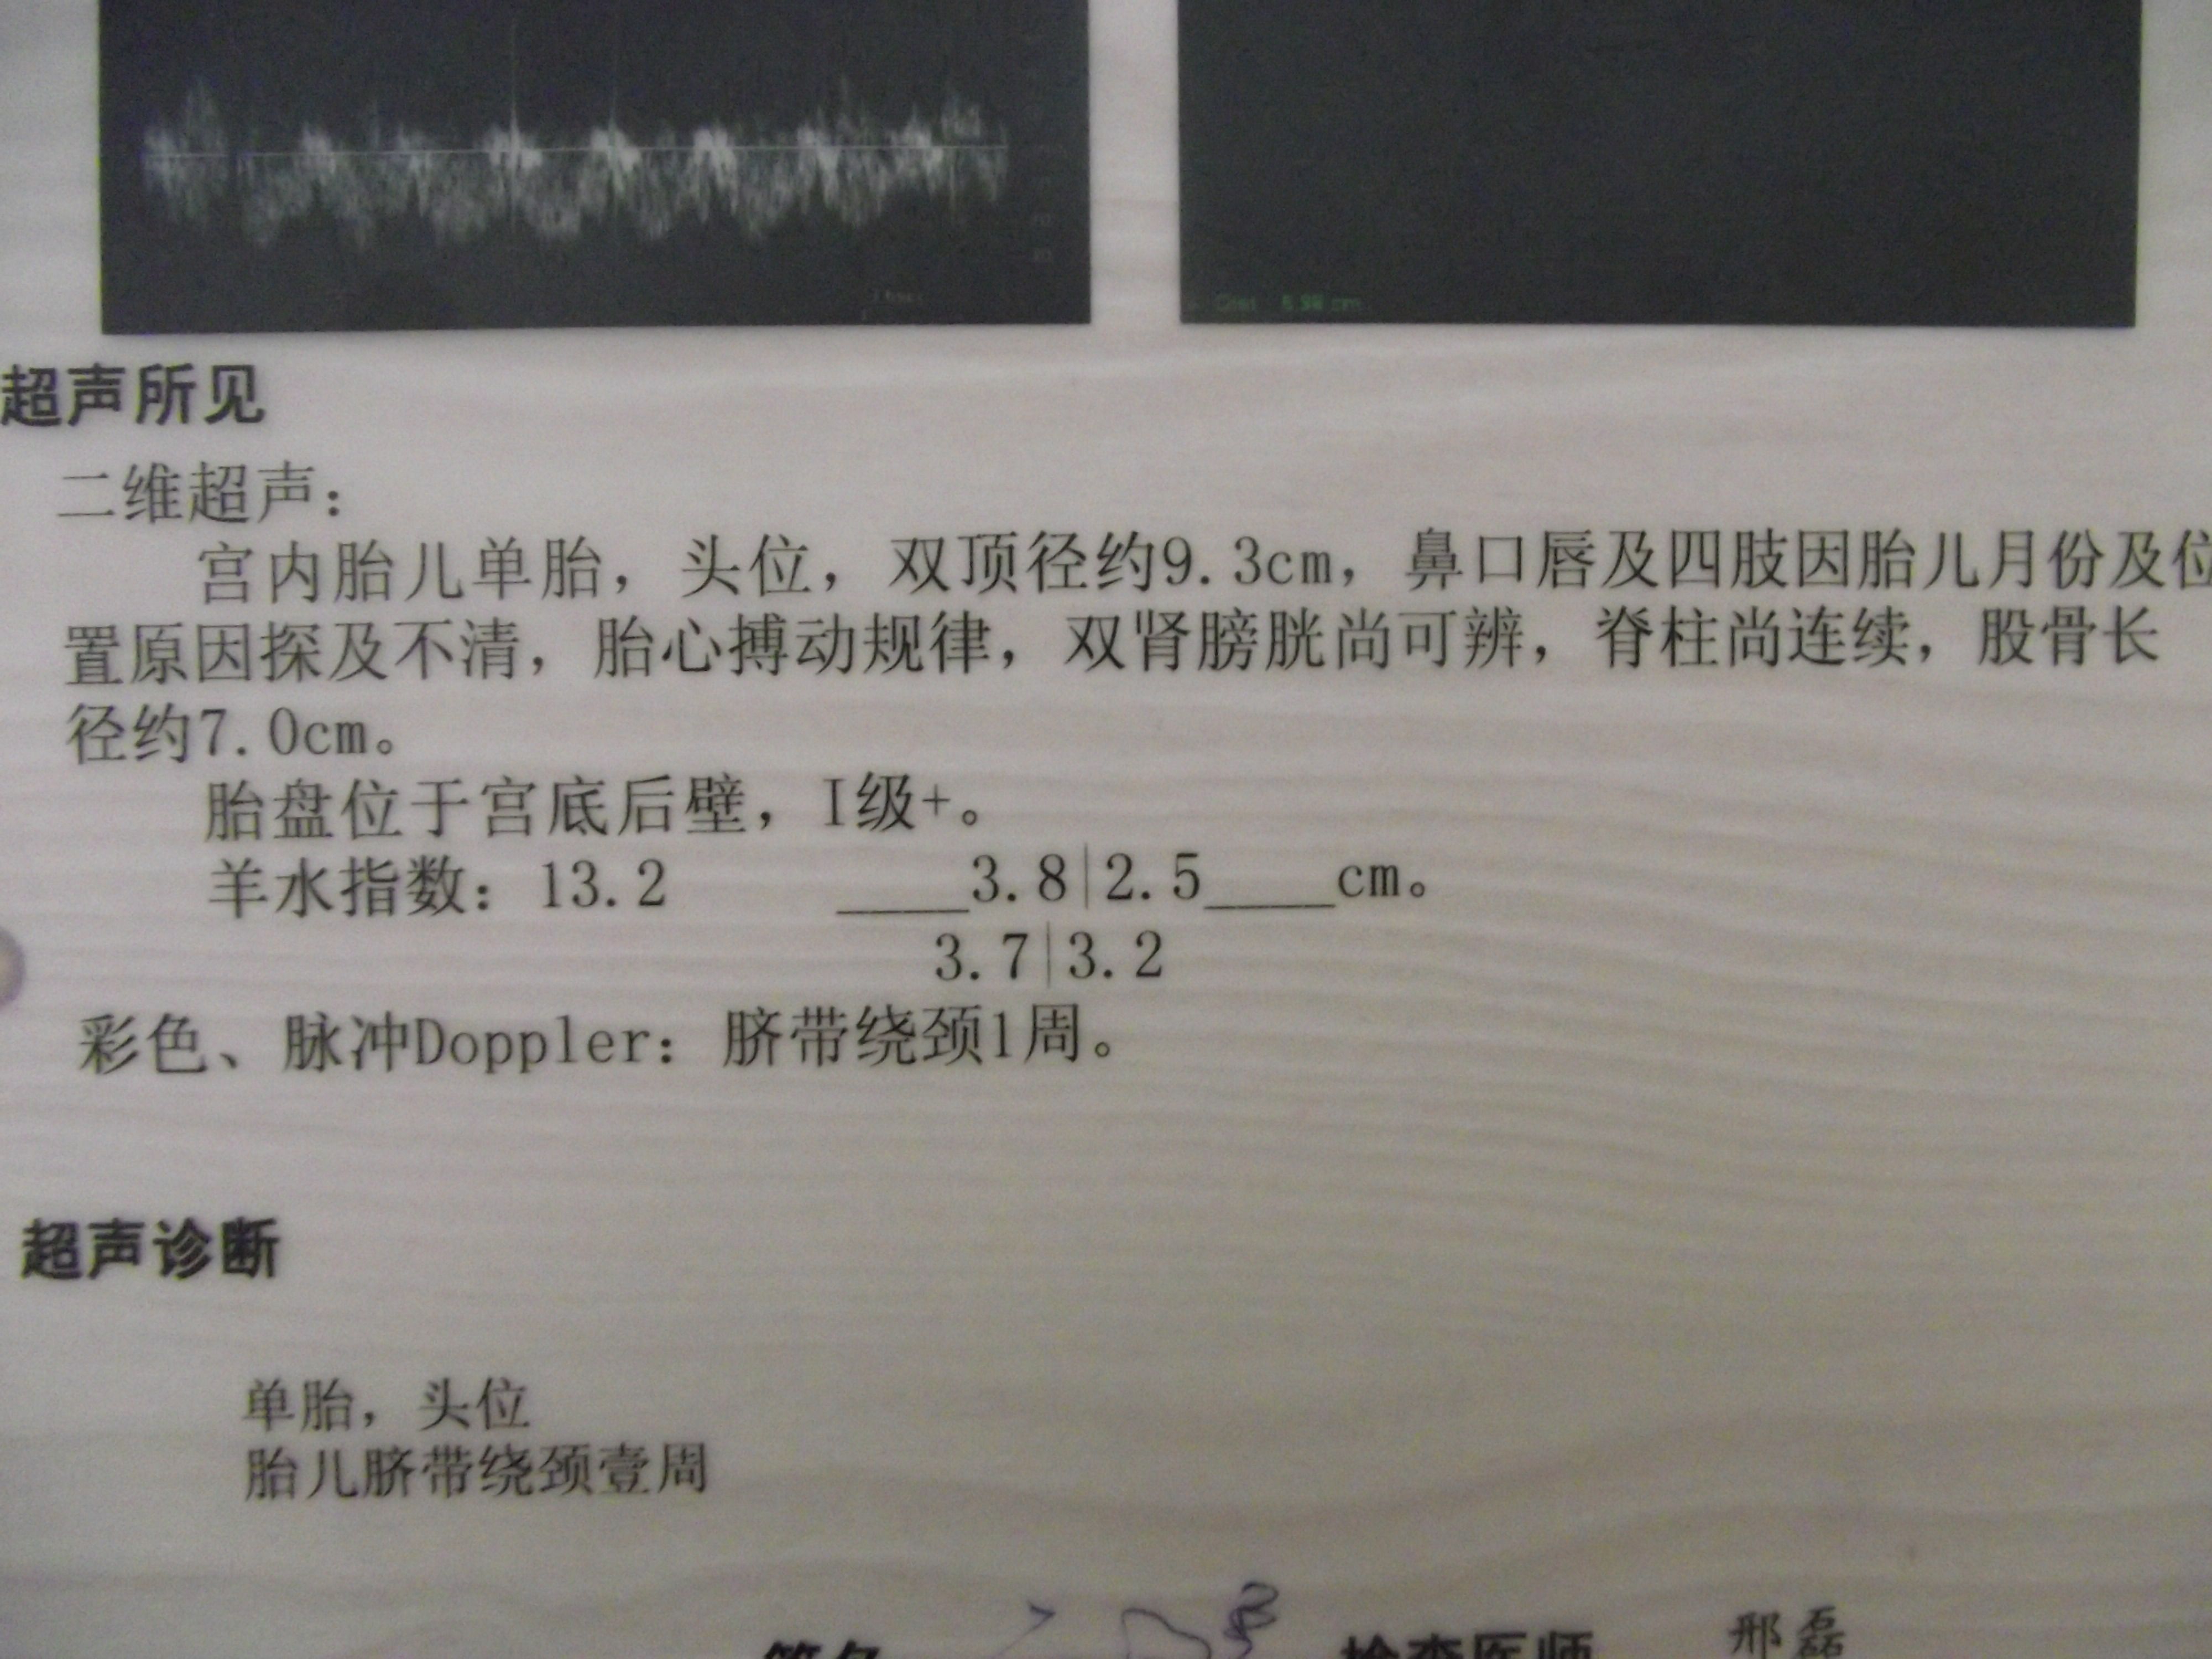 超声所见
二维超声：
宫内胎儿单胎，头位，双顶径约9.3cm，鼻口唇及四肢因胎儿月份及位
置原因探及不清，胎心搏动规律，双肾膀胱尚可辨，脊柱尚连续，股骨长
径约7.0cm。
胎盘位于宫底后壁，I级+。
羊水指数：13.2 ____3.8|2.5____cm。
3.7|3.2
彩色、脉冲Doppler：脐带绕颈1周。
超声诊断
单胎，头位
胎儿脐带绕颈壹周
检查医师 邢磊